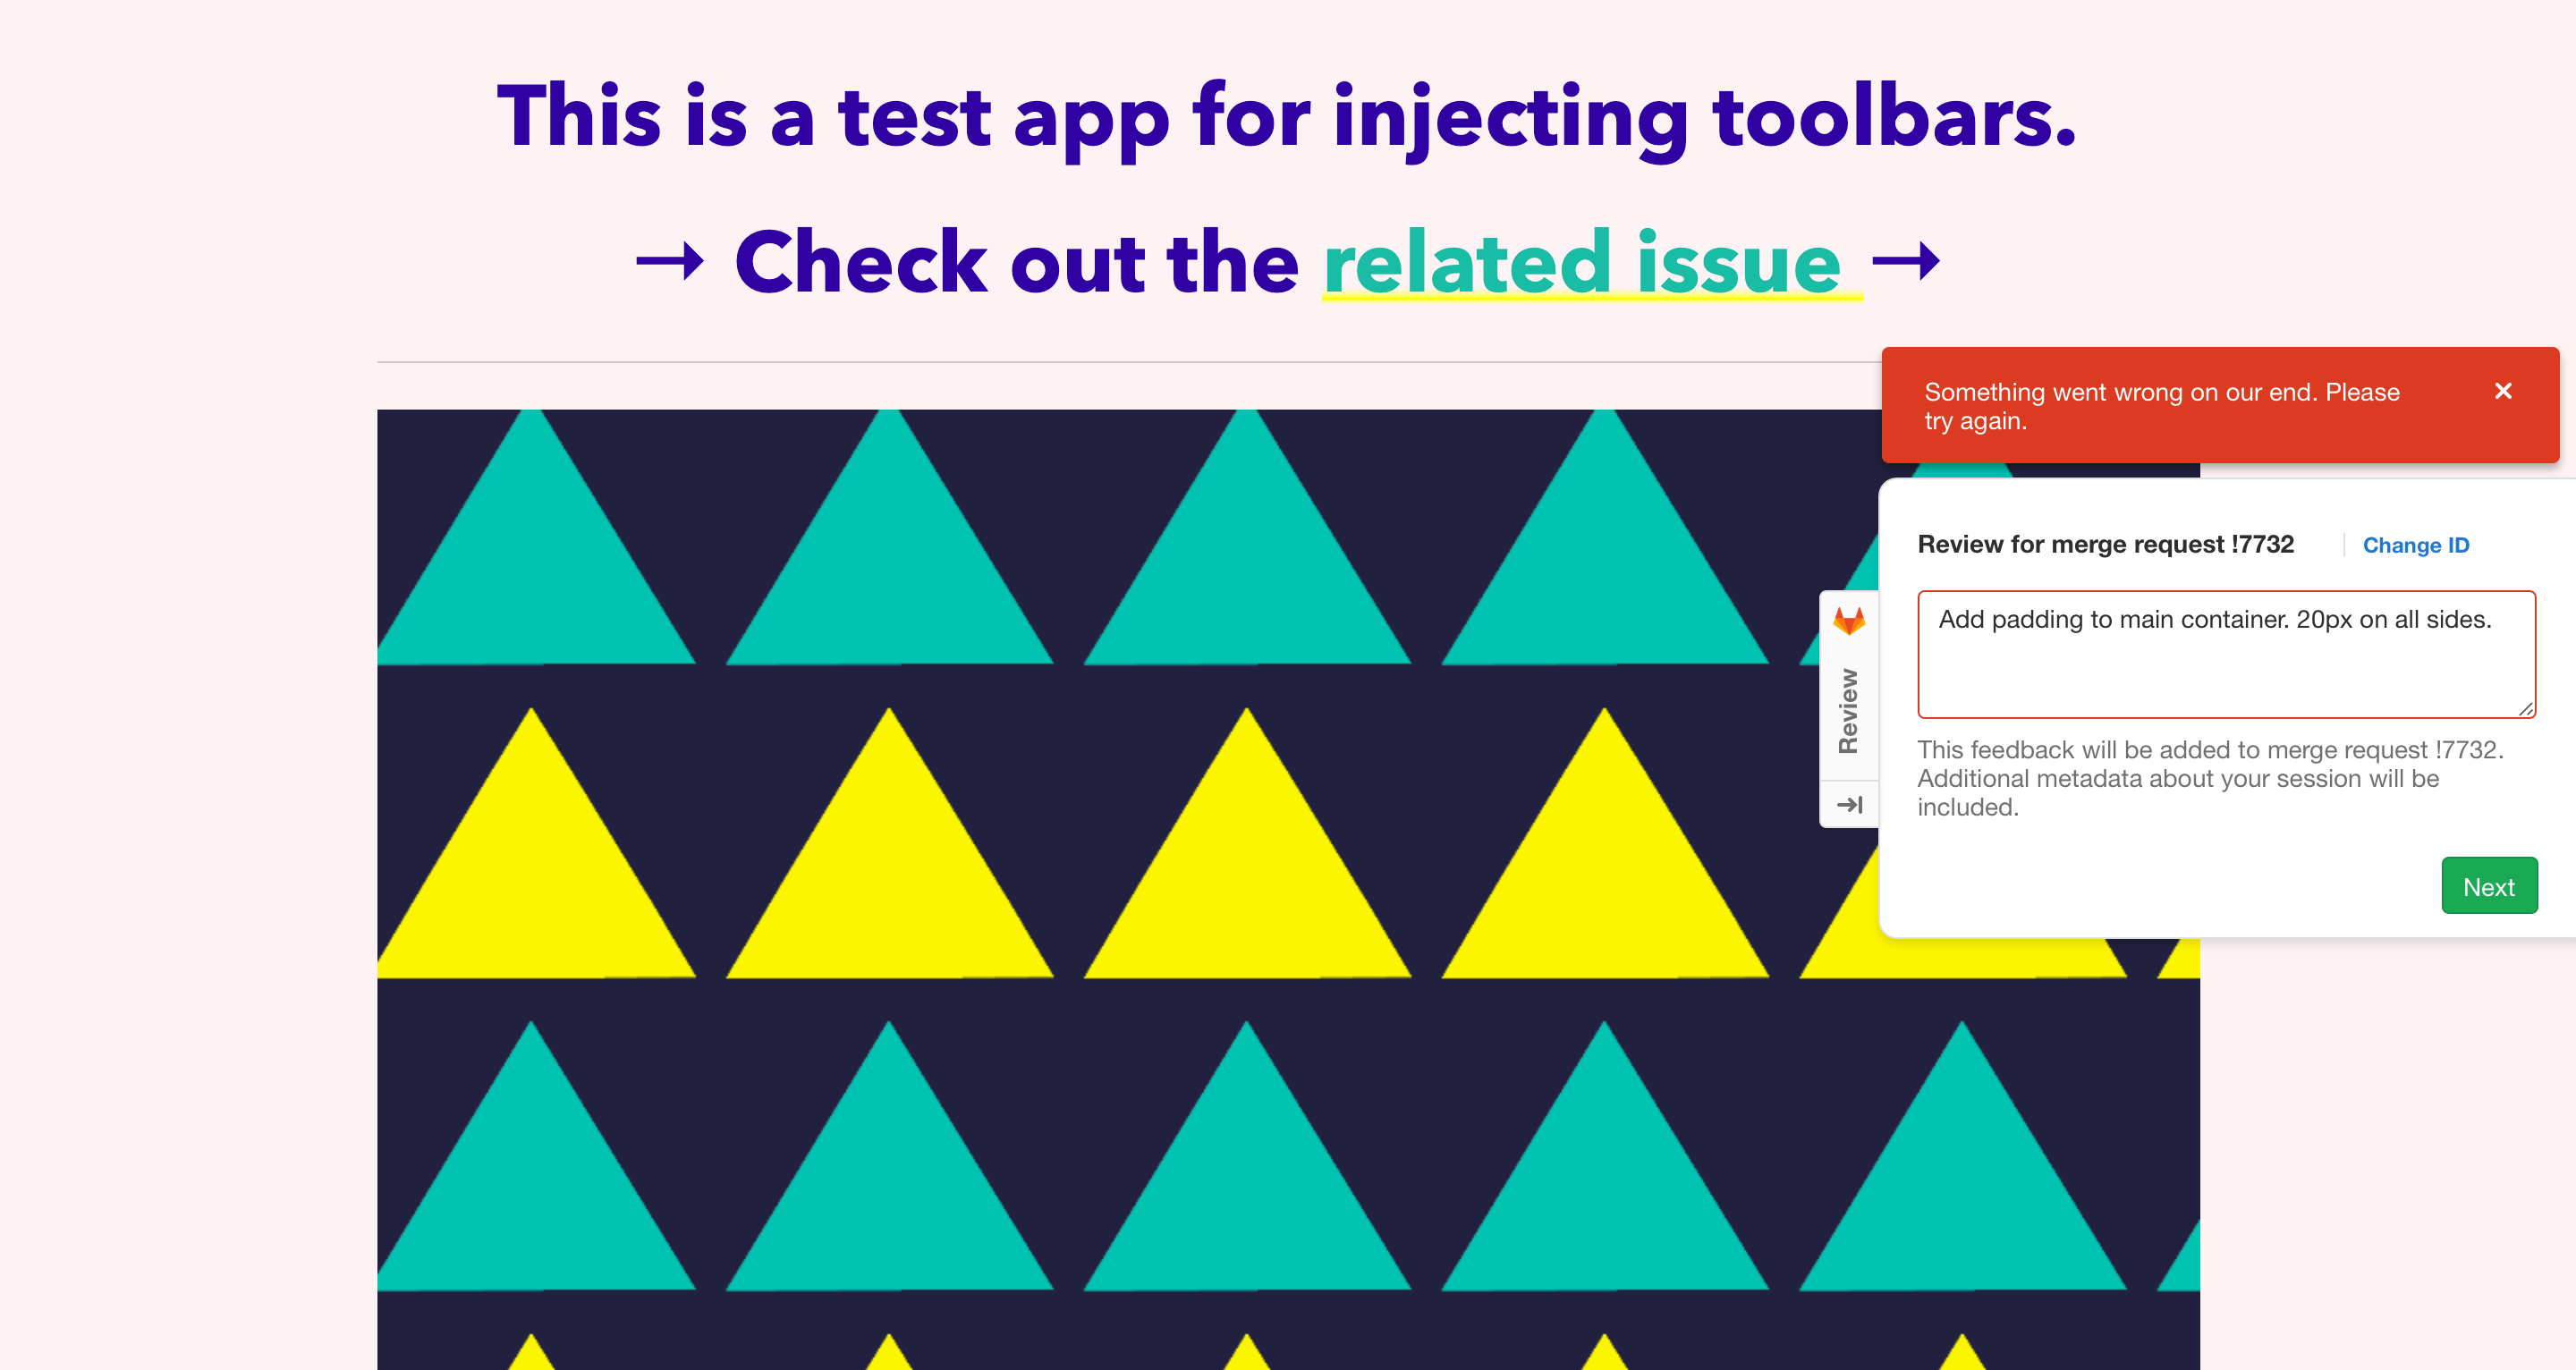 This is a test app for injecting toolbars.
→ Check out the related issue →
Something went wrong on our end. Please
try again.
Review for merge request !7732
Change ID
Add padding to main container. 20px on all sides.
Review
This feedback will be added to merge request !7732.
Additional metadata about your session will be
included.
Next